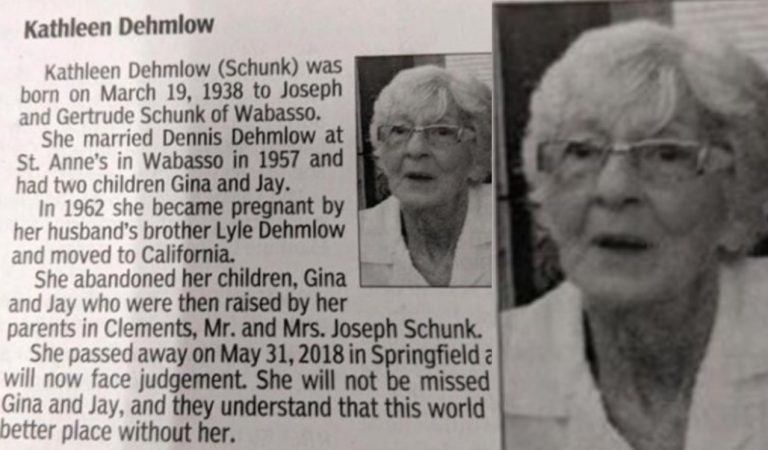 Kathleen Dehmlow
Kathleen Dehmlow (Schunk) was
born on March 19, 1938 to Joseph
and Gertrude Schunk of Wabasso.
She married Dennis Dehmlow at
St. Anne's in Wabasso in 1957 and
had two children Gina and Jay.
In 1962 she became pregnant by
her husband's brother Lyle Dehmlow
and moved to California.
She abandoned her children, Gina
and Jay who were then raised by her
parents in Clements, Mr. and Mrs. Joseph Schunk.
She passed away on May 31, 2018 in Springfield
will now face judgement. She will not be missed
Gina and Jay, and they understand that this world
better place without her.